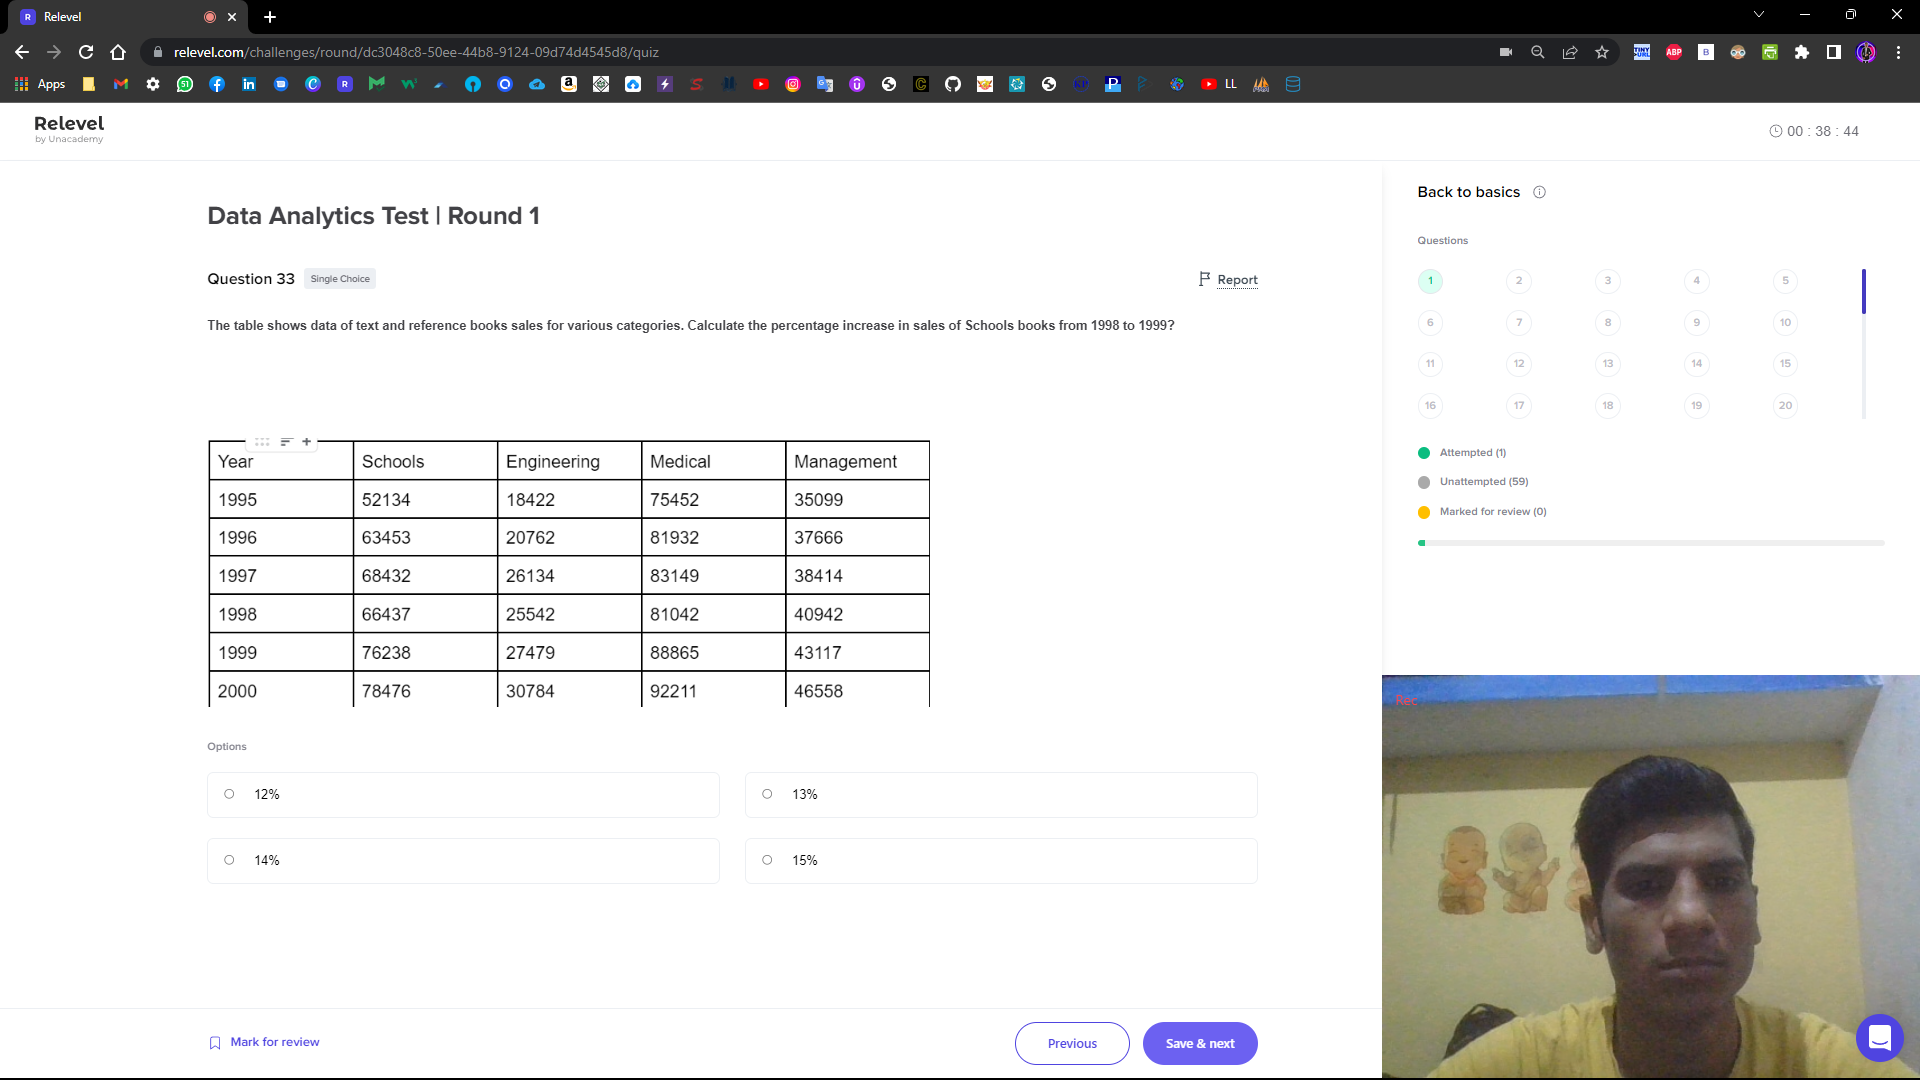 Relevel
relevel.com/challenges/round/dc3048c8-50ee-44b8-9124-09d74d4545d8/quiz
Apps
LL
Relevel
by Unacademy
00 : 38 : 44
Data Analytics Test | Round 1
Question 33 Single Choice
Report
The table shows data of text and reference books sales for various categories. Calculate the percentage increase in sales of Schools books from 1998 to 1999?
Year Schools Engineering Medical Management
1995 52134 18422 75452 35099
1996 63453 20762 81932 37666
1997 68432 26134 83149 38414
1998 66437 25542 81042 40942
1999 76238 27479 88865 43117
2000 78476 30784 92211 46558
Options
12%
13%
14%
15%
Mark for review
Previous
Save & next
Back to basics
Questions
1 2 3 4 5
6 7 8 9 10
11 12 13 14 15
16 17 18 19 20
Attempted (1)
Unattempted (59)
Marked for review (0)
Rec